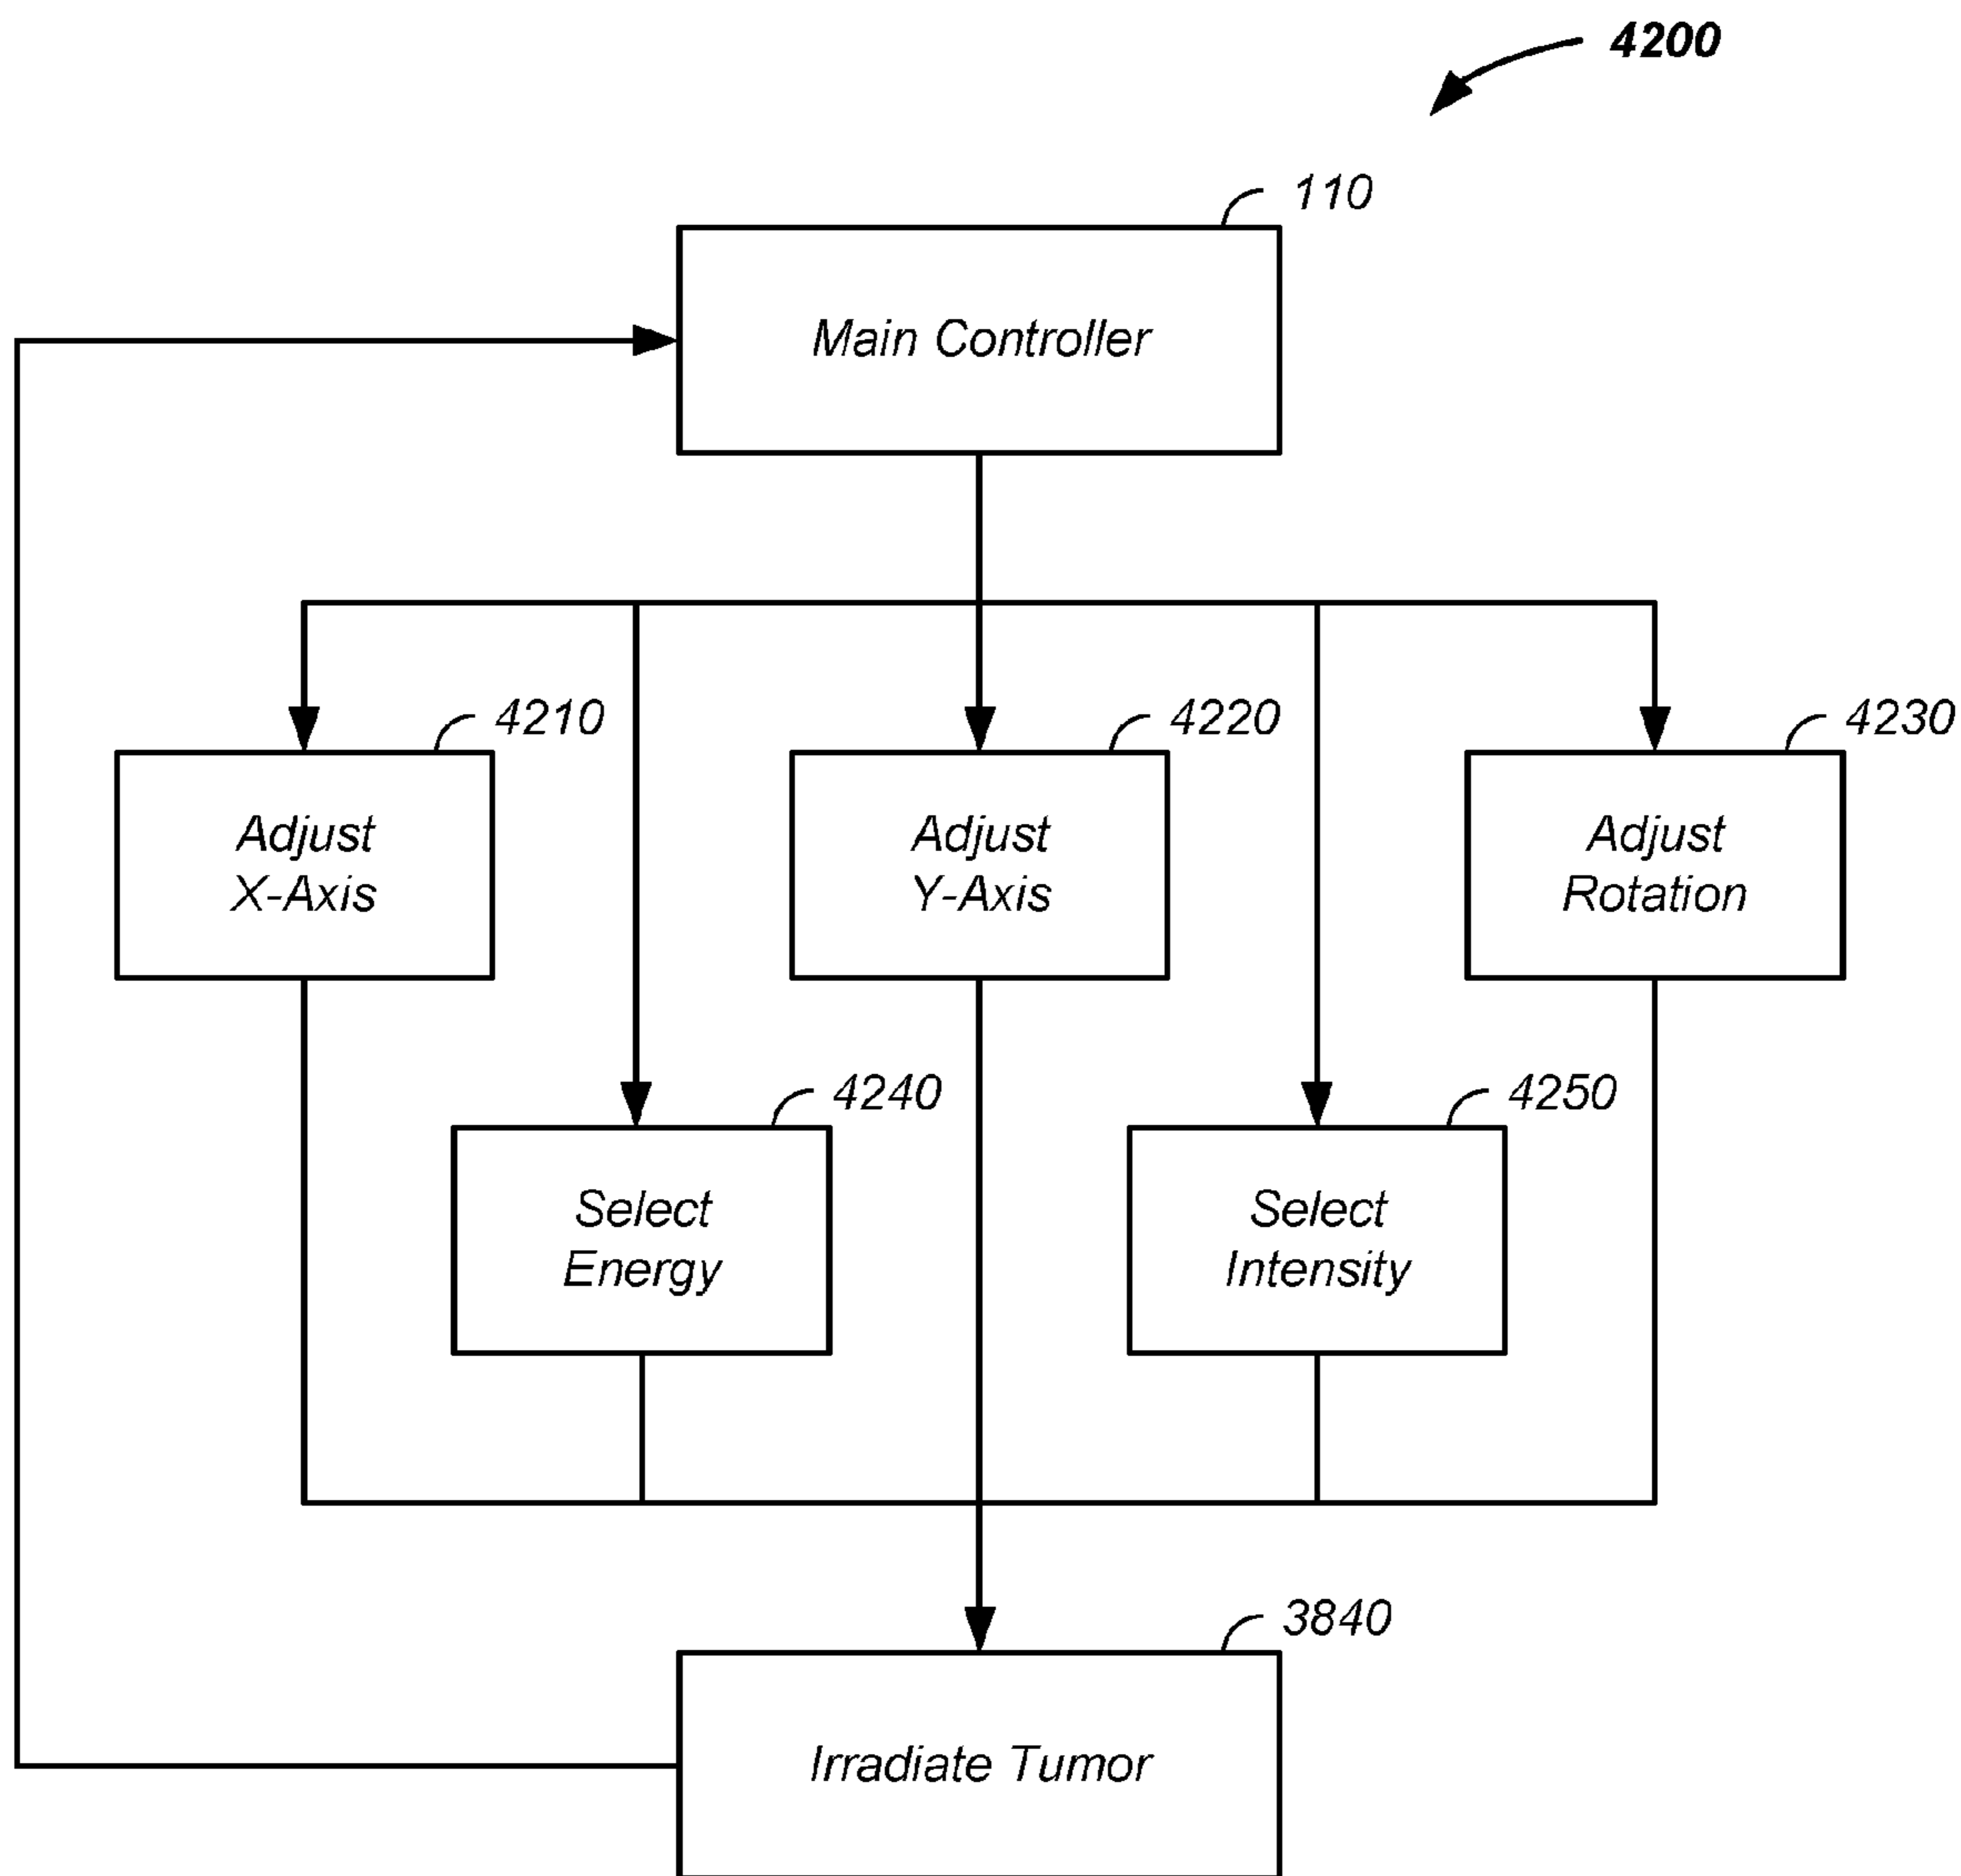 4200
110
Main Controller
4210
4220
4230
Adjust
X-Axis
Adjust
Y-Axis
Adjust
Rotation
4240
4250
Select
Energy
Select
Intensity
3840
Irradiate Tumor